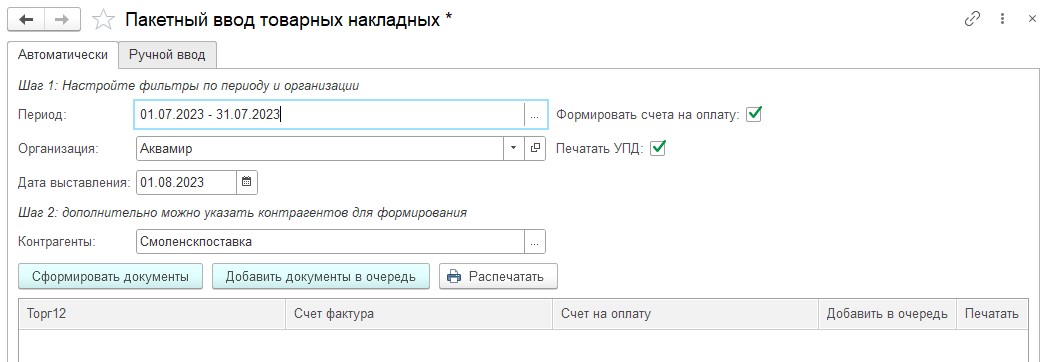 Пакетный ввод товарных накладных *
Автоматически Ручной ввод
Шаг 1: Настройте фильтры по периоду и организации
Период: 01.07.2023 - 31.07.2023 ... Формировать счета на оплату:
Организация: Аквамир Печатать УПД:
Дата выставления: 01.08.2023
Шаг 2: дополнительно можно указать контрагентов для формирования
Контрагенты: Смоленскпоставка ...
Сформировать документы Добавить документы в очередь Распечатать
Торг12 Счет фактура Счет на оплату Добавить в очередь Печатать